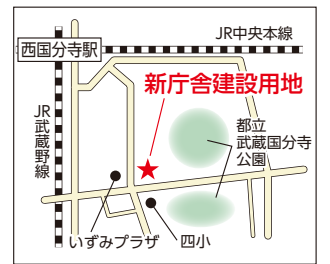 JR中央本線
西国分寺駅
新庁舎建設用地
JR武蔵野線
都立
武蔵国分寺
公園
いずみプラザ
四小